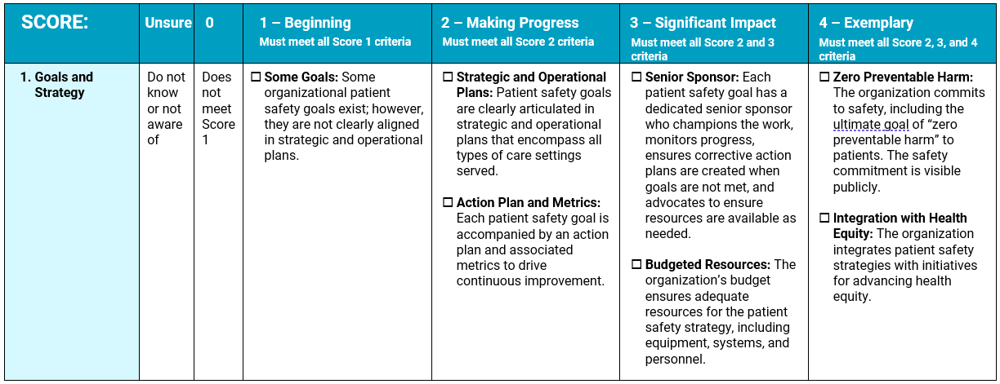 SCORE:
Unsure
0
1 – Beginning
Must meet all Score 1 criteria
2 – Making Progress
Must meet all Score 2 criteria
3 – Significant Impact
Must meet all Score 2 and 3
criteria
4 – Exemplary
Must meet all Score 2, 3, and 4
criteria
1. Goals and
Strategy
Do not
know
or not
aware
of
Does
not
meet
Score
1
☐ Some Goals: Some
organizational patient
safety goals exist; however,
they are not clearly aligned
in strategic and operational
plans.
☐ Strategic and Operational
Plans: Patient safety goals
are clearly articulated in
strategic and operational
plans that encompass all
types of care settings
served.
☐ Action Plan and Metrics:
Each patient safety goal is
accompanied by an action
plan and associated
metrics to drive
continuous improvement.
☐ Senior Sponsor: Each
patient safety goal has a
dedicated senior sponsor
who champions the work,
monitors progress,
ensures corrective action
plans are created when
goals are not met, and
advocates to ensure
resources are available as
needed.
☐ Budgeted Resources: The
organization’s budget
ensures adequate
resources for the patient
safety strategy, including
equipment, systems, and
personnel.
☐ Zero Preventable Harm:
The organization commits
to safety, including the
ultimate goal of “zero
preventable harm” to
patients. The safety
commitment is visible
publicly.
☐ Integration with Health
Equity: The organization
integrates patient safety
strategies with initiatives
for advancing health
equity.